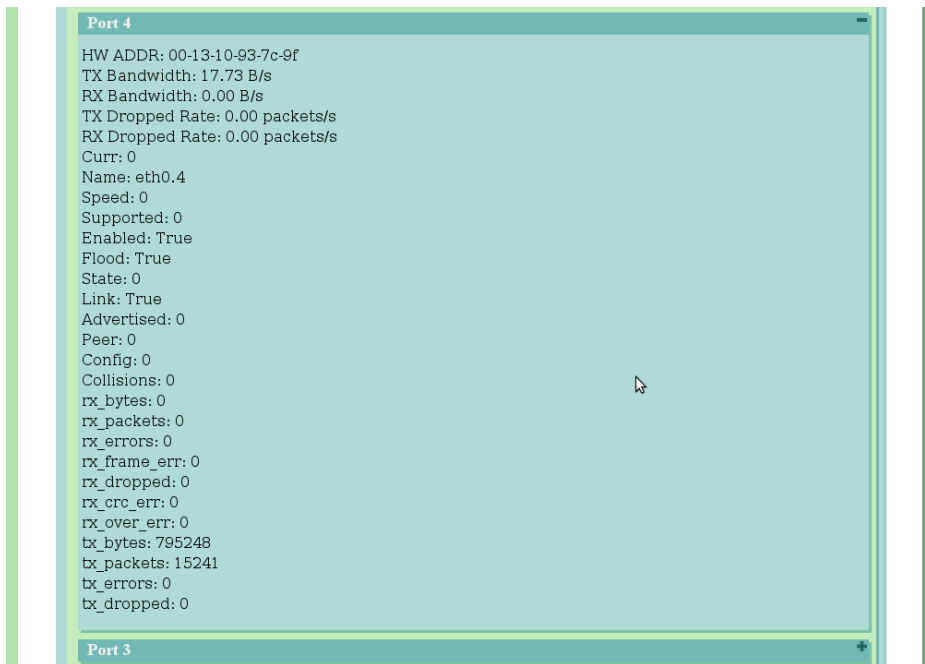 Port 4
HW ADDR: 00-13-10-93-7c-9f
TX Bandwidth: 17.73 B/s
RX Bandwidth: 0.00 B/s
TX Dropped Rate: 0.00 packets/s
RX Dropped Rate: 0.00 packets/s
Curr: 0
Name: eth0.4
Speed: 0
Supported: 0
Enabled: True
Flood: True
State: 0
Link: True
Advertised: 0
Peer: 0
Config: 0
Collisions: 0
rx_bytes: 0
rx_packets: 0
rx_errors: 0
rx_frame_err: 0
rx_dropped: 0
rx_crc_err: 0
rx_over_err: 0
tx_bytes: 795248
tx_packets: 15241
tx_errors: 0
tx_dropped: 0
Port 3